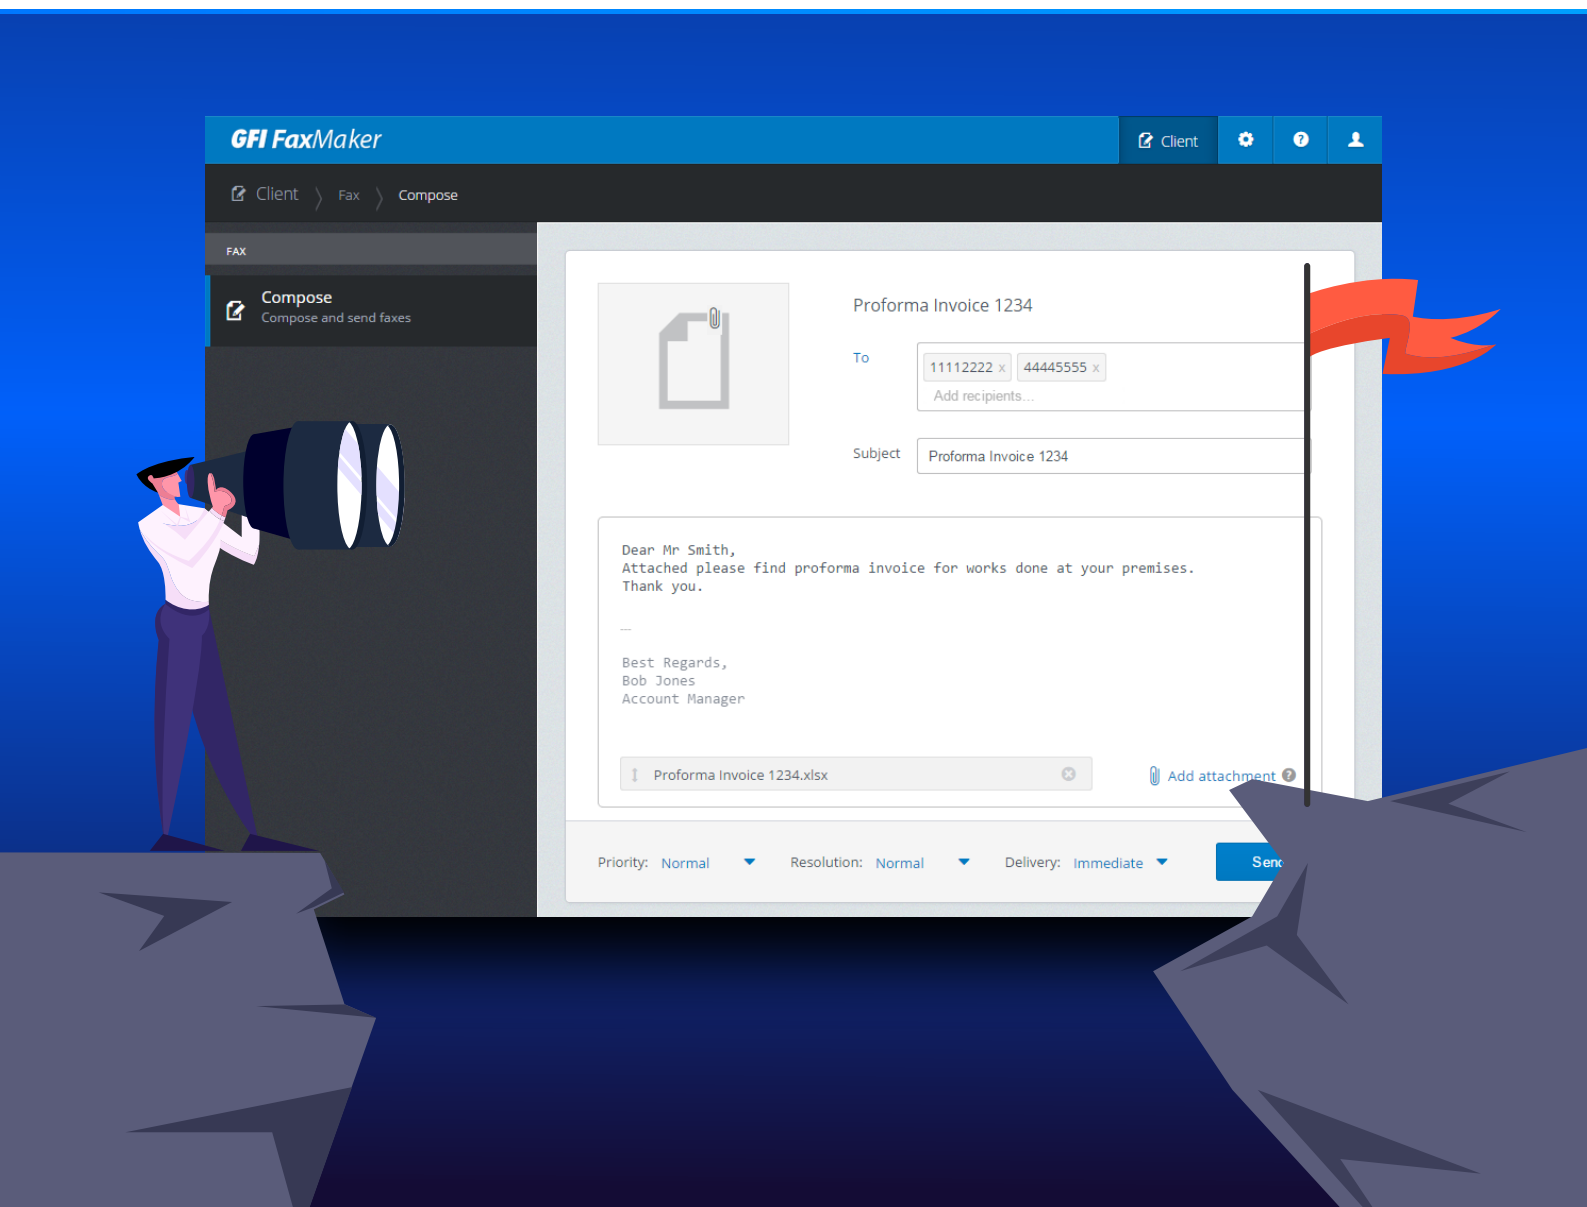 GFI FaxMaker
Client
Client
Fax
Compose
FAX
Compose
Compose and send faxes
Proforma Invoice 1234
To
11112222 x
44445555 x
Add recipients...
Subject
Proforma Invoice 1234
Dear Mr Smith,
Attached please find proforma invoice for works done at your premises.
Thank you.
—
Best Regards,
Bob Jones
Account Manager
Proforma Invoice 1234.xlsx
Add attachment
Priority: Normal
Resolution: Normal
Delivery: Immediate